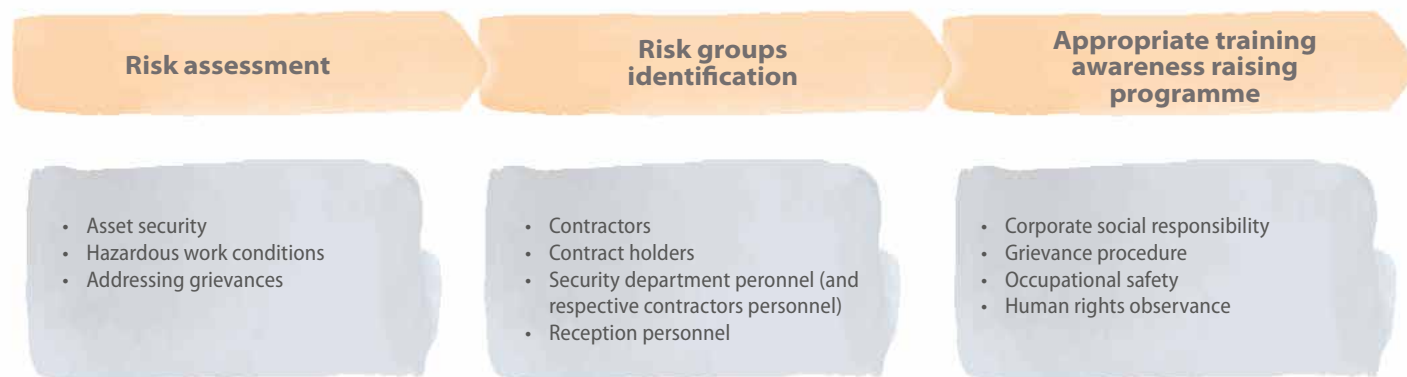 Risk assessment
Risk groups
identification
Appropriate training
awareness raising
programme
• Asset security
• Hazardous work conditions
• Addressing grievances
• Contractors
• Contract holders
• Security department peronnel (and
respective contractors personnel)
• Reception personnel
• Corporate social responsibility
• Grievance procedure
• Occupational safety
• Human rights observance